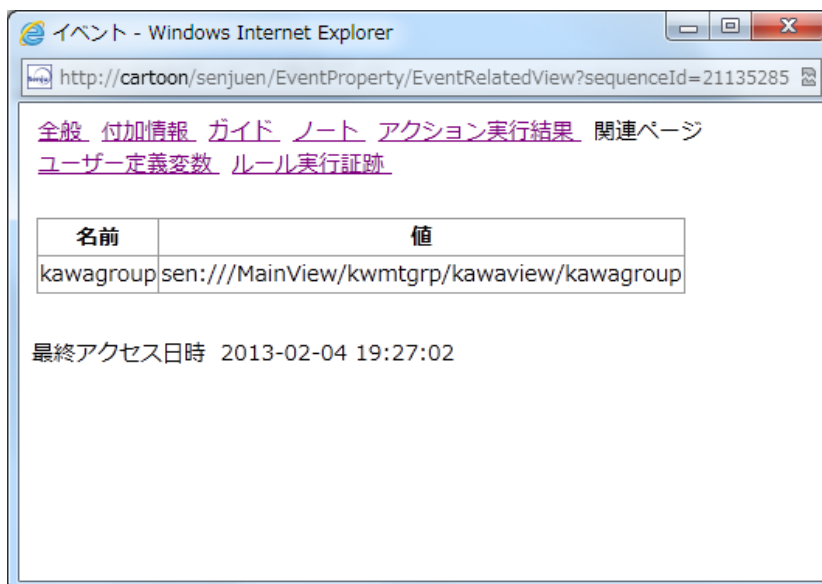 イベント - Windows Internet Explorer
http://cartoon/senjuen/EventProperty/EventRelatedView?sequenceId=21135285
全般 付加情報 ガイド ノート アクション実行結果 関連ページ
ユーザー定義変数 ルール実行証跡
名前 値
kawagroup sen:///MainView/kwmtgrp/kawaview/kawagroup
最終アクセス日時 2013-02-04 19:27:02